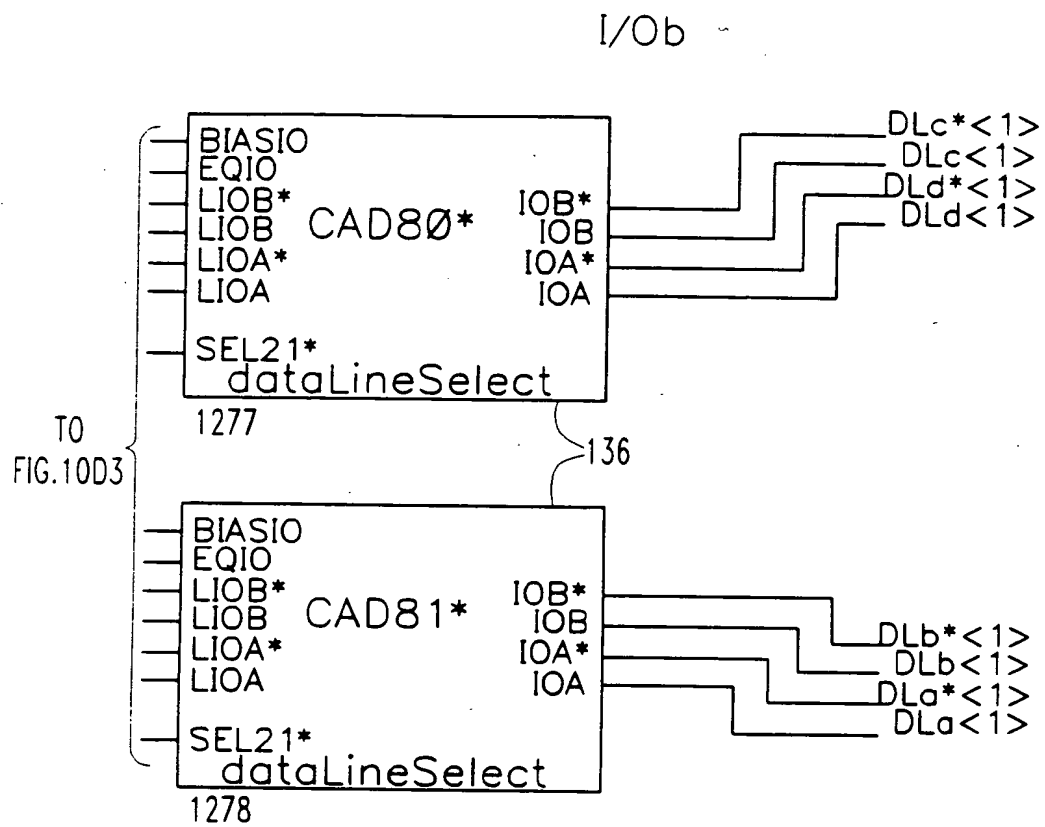 I/Ob
BIASIO
EQIO
LIOB*
LIOB
LIOA*
LIOA
SEL21*
CAD80*
dataLineSelect
IOB*
IOB
IOA*
IOA
DLc*<1>
DLc<1>
DLd*<1>
DLd<1>
1277
TO
FIG.10D3
136
BIASIO
EQIO
LIOB*
LIOB
LIOA*
LIOA
SEL21*
CAD81*
dataLineSelect
IOB*
IOB
IOA*
IOA
DLb*<1>
DLb<1>
DLa*<1>
DLa<1>
1278